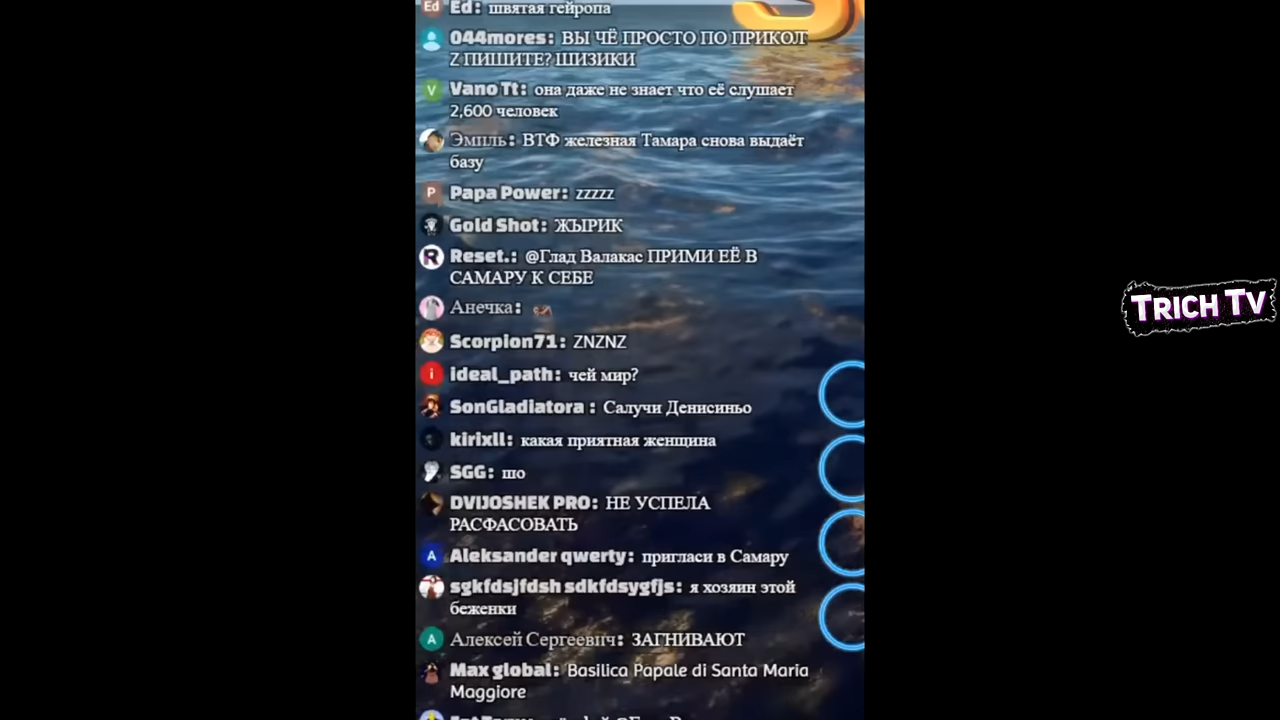 Ed: швятая гейропа
044mores: ВЫ ЧЁ ПРОСТО ПО ПРИКОЛ
Z ПИШИТЕ? ШИЗИКИ
Vano Tt: она даже не знает что её слушает
2,600 человек
Эмпль: ВТФ железная Тамара снова выдаёт
базу
Papa Power: zzzzz
Gold Shot: ЖЫРИК
Reset.: @Глад Валакас ПРИМИ ЕЁ В
САМАРУ К СЕБЕ
Анечка:
Scorpion71: ZNZNZ
ideal_path: чей мир?
SonGladiatora : Салучи Денисиньо
kirixll: какая приятная женщина
SGG: шо
DVIJOSHEK PRO: НЕ УСПЕЛА
РАСФАСОВАТЬ
Aleksander qwerty: пригласи в Самару
sgkfdsjfdsh sdkfdsygfjs: я хозяин этой
беженки
Алексей Сергеевич: ЗАГНИВАЮТ
Max global: Basilica Papale di Santa Maria
Maggiore
TRICH TV